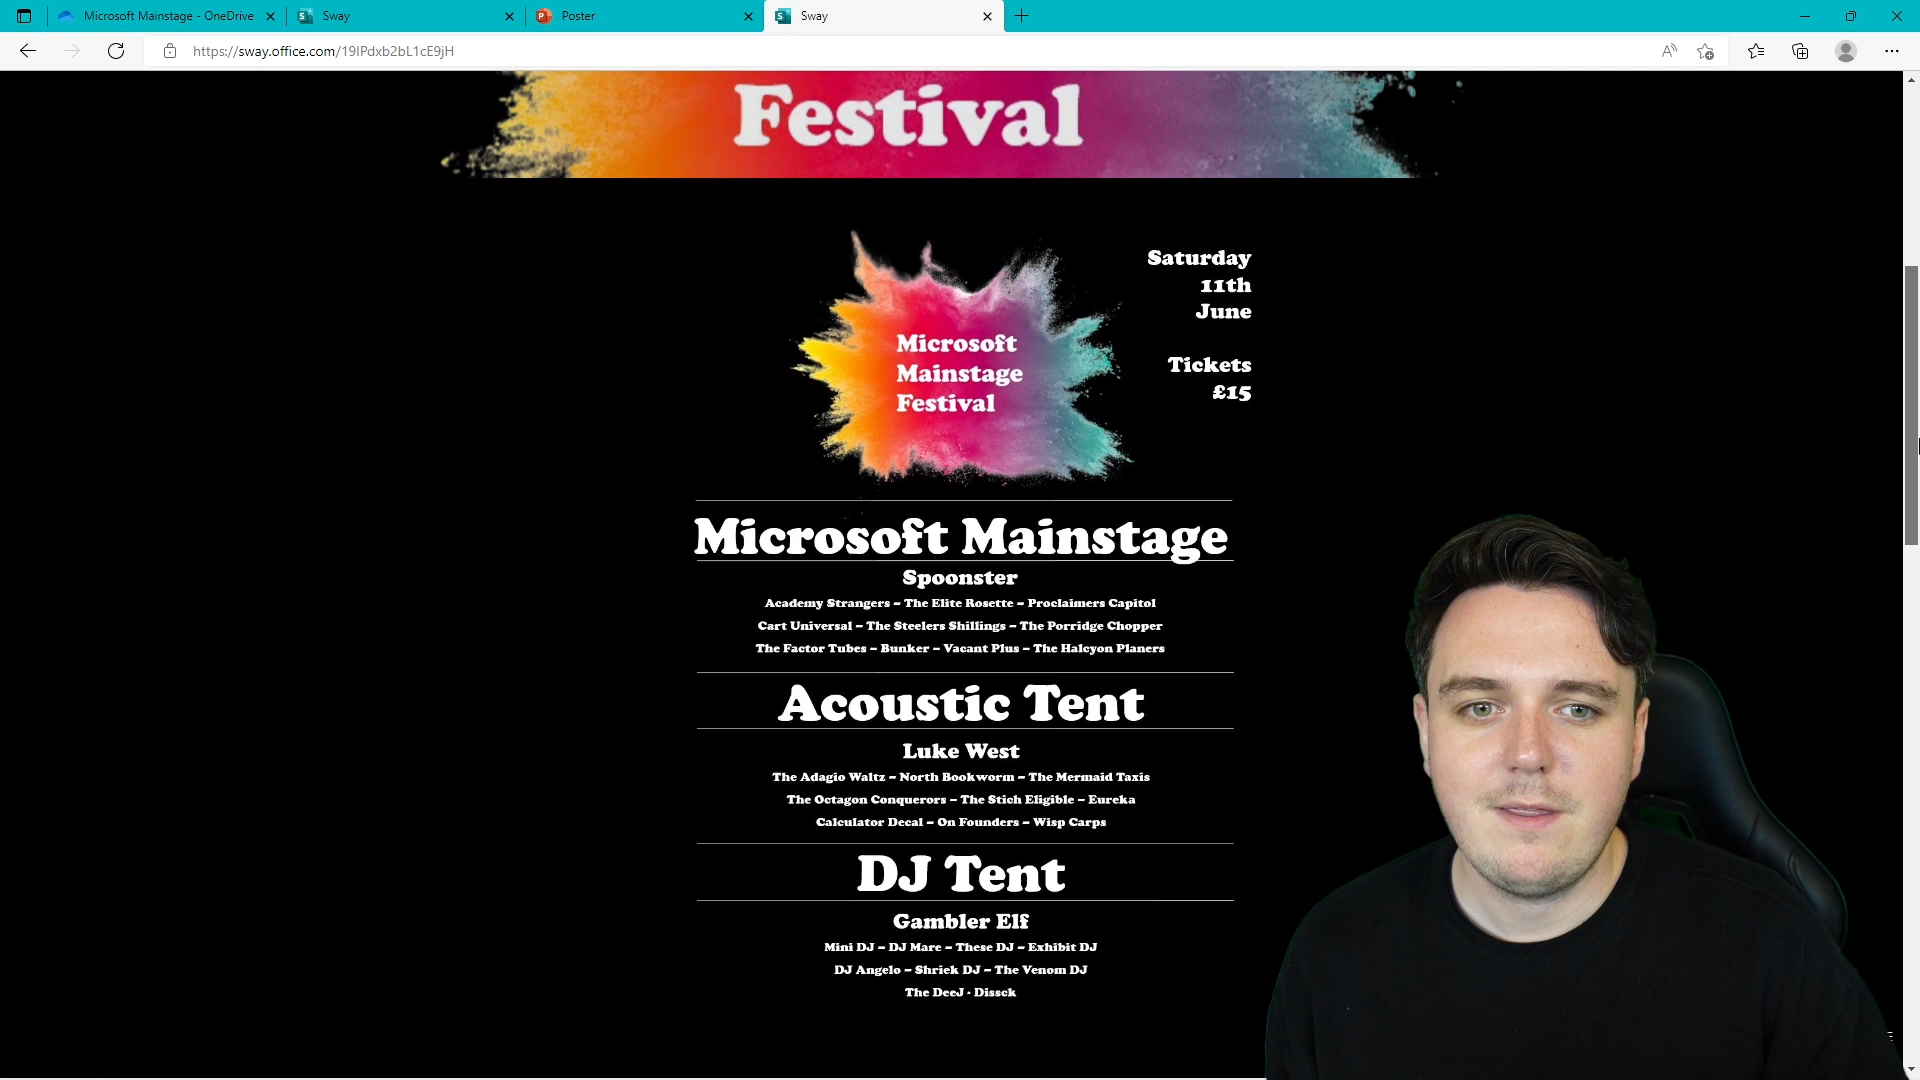 Microsoft Mainstage - OneDrive
Sway
Poster
Sway
https://sway.office.com/19IPdxb2bL1cE9jH
Festival
Saturday
11th
June
Tickets
£15
Microsoft
Mainstage
Festival
Microsoft Mainstage
Spoonster
Academy Strangers – The Elite Rosette – Proclaimers Capitol
Cart Universal – The Steelers Shillings – The Porridge Chopper
The Factor Tubes – Bunker – Vacant Plus – The Halcyon Planers
Acoustic Tent
Luke West
The Adagio Waltz – North Bookworm – The Mermaid Taxis
The Octagon Conquerors – The Stich Eligible – Eureka
Calculator Decal – On Founders – Wisp Carps
DJ Tent
Gambler Elf
Mini DJ – DJ Mare – These DJ – Exhibit DJ
DJ Angelo – Shriek DJ – The Venom DJ
The DeeJ - Dissck